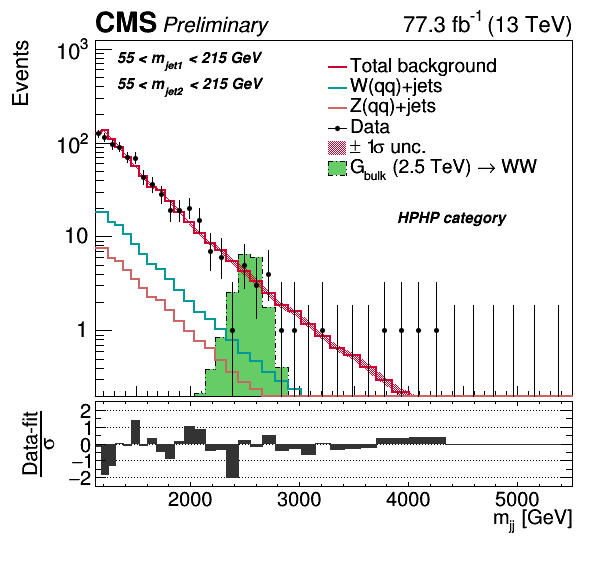 CMS Preliminary 77.3 fb⁻¹ (13 TeV)
Events
10³
10²
10
1
55 < m_jet1 < 215 GeV
55 < m_jet2 < 215 GeV
Total background
W(qq)+jets
Z(qq)+jets
Data
± 1σ unc.
G_bulk (2.5 TeV) → WW
HPHP category
Data-fit
σ
2
1
0
−1
−2
2000 3000 4000 5000
m_jj [GeV]